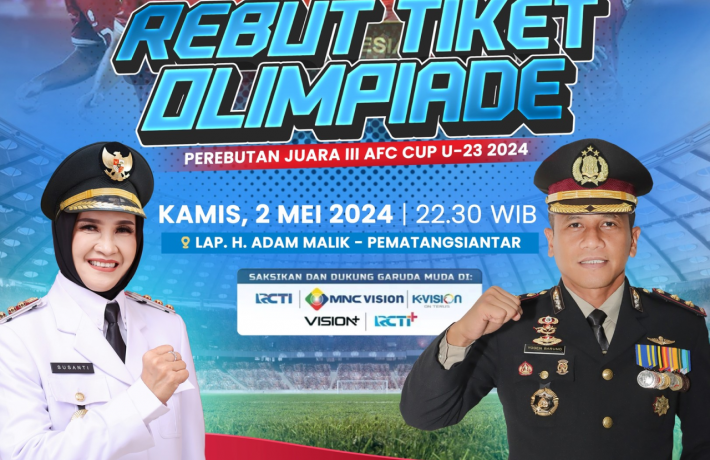 REBUT TIKET
OLIMPIADE
PEREBUTAN JUARA III AFC CUP U-23 2024
KAMIS, 2 MEI 2024 | 22.30 WIB
LAP. H. ADAM MALIK - PEMATANGSIANTAR
SAKSIKAN DAN DUKUNG GARUDA MUDA DI:
RCTI | MNC VISION | K-VISION
VISION+ | RCTI+
SUSANTI